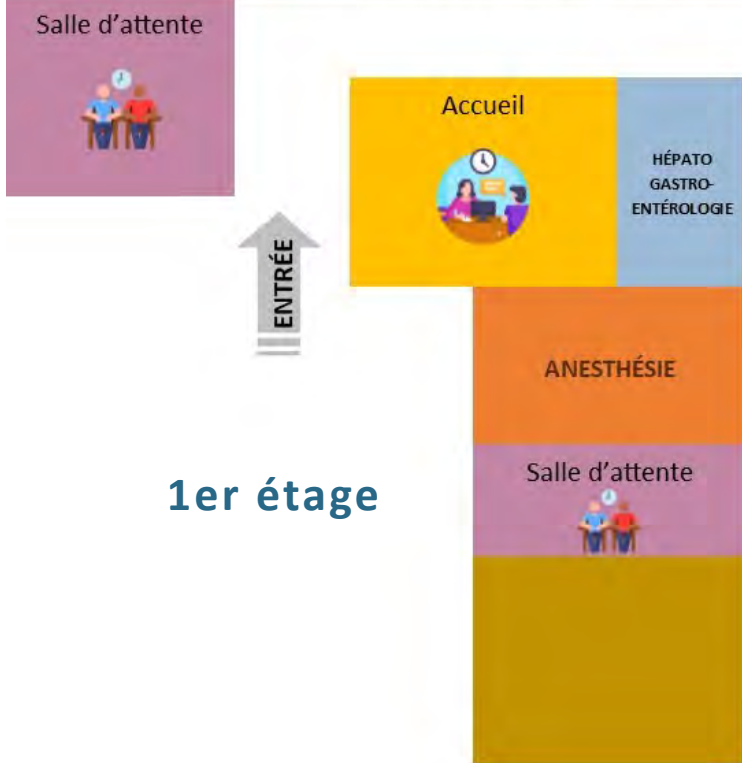 Salle d'attente
Accueil
HÉPATO
GASTRO-
ENTÉROLOGIE
ENTRÉE
ANESTHÉSIE
Salle d'attente
1er étage